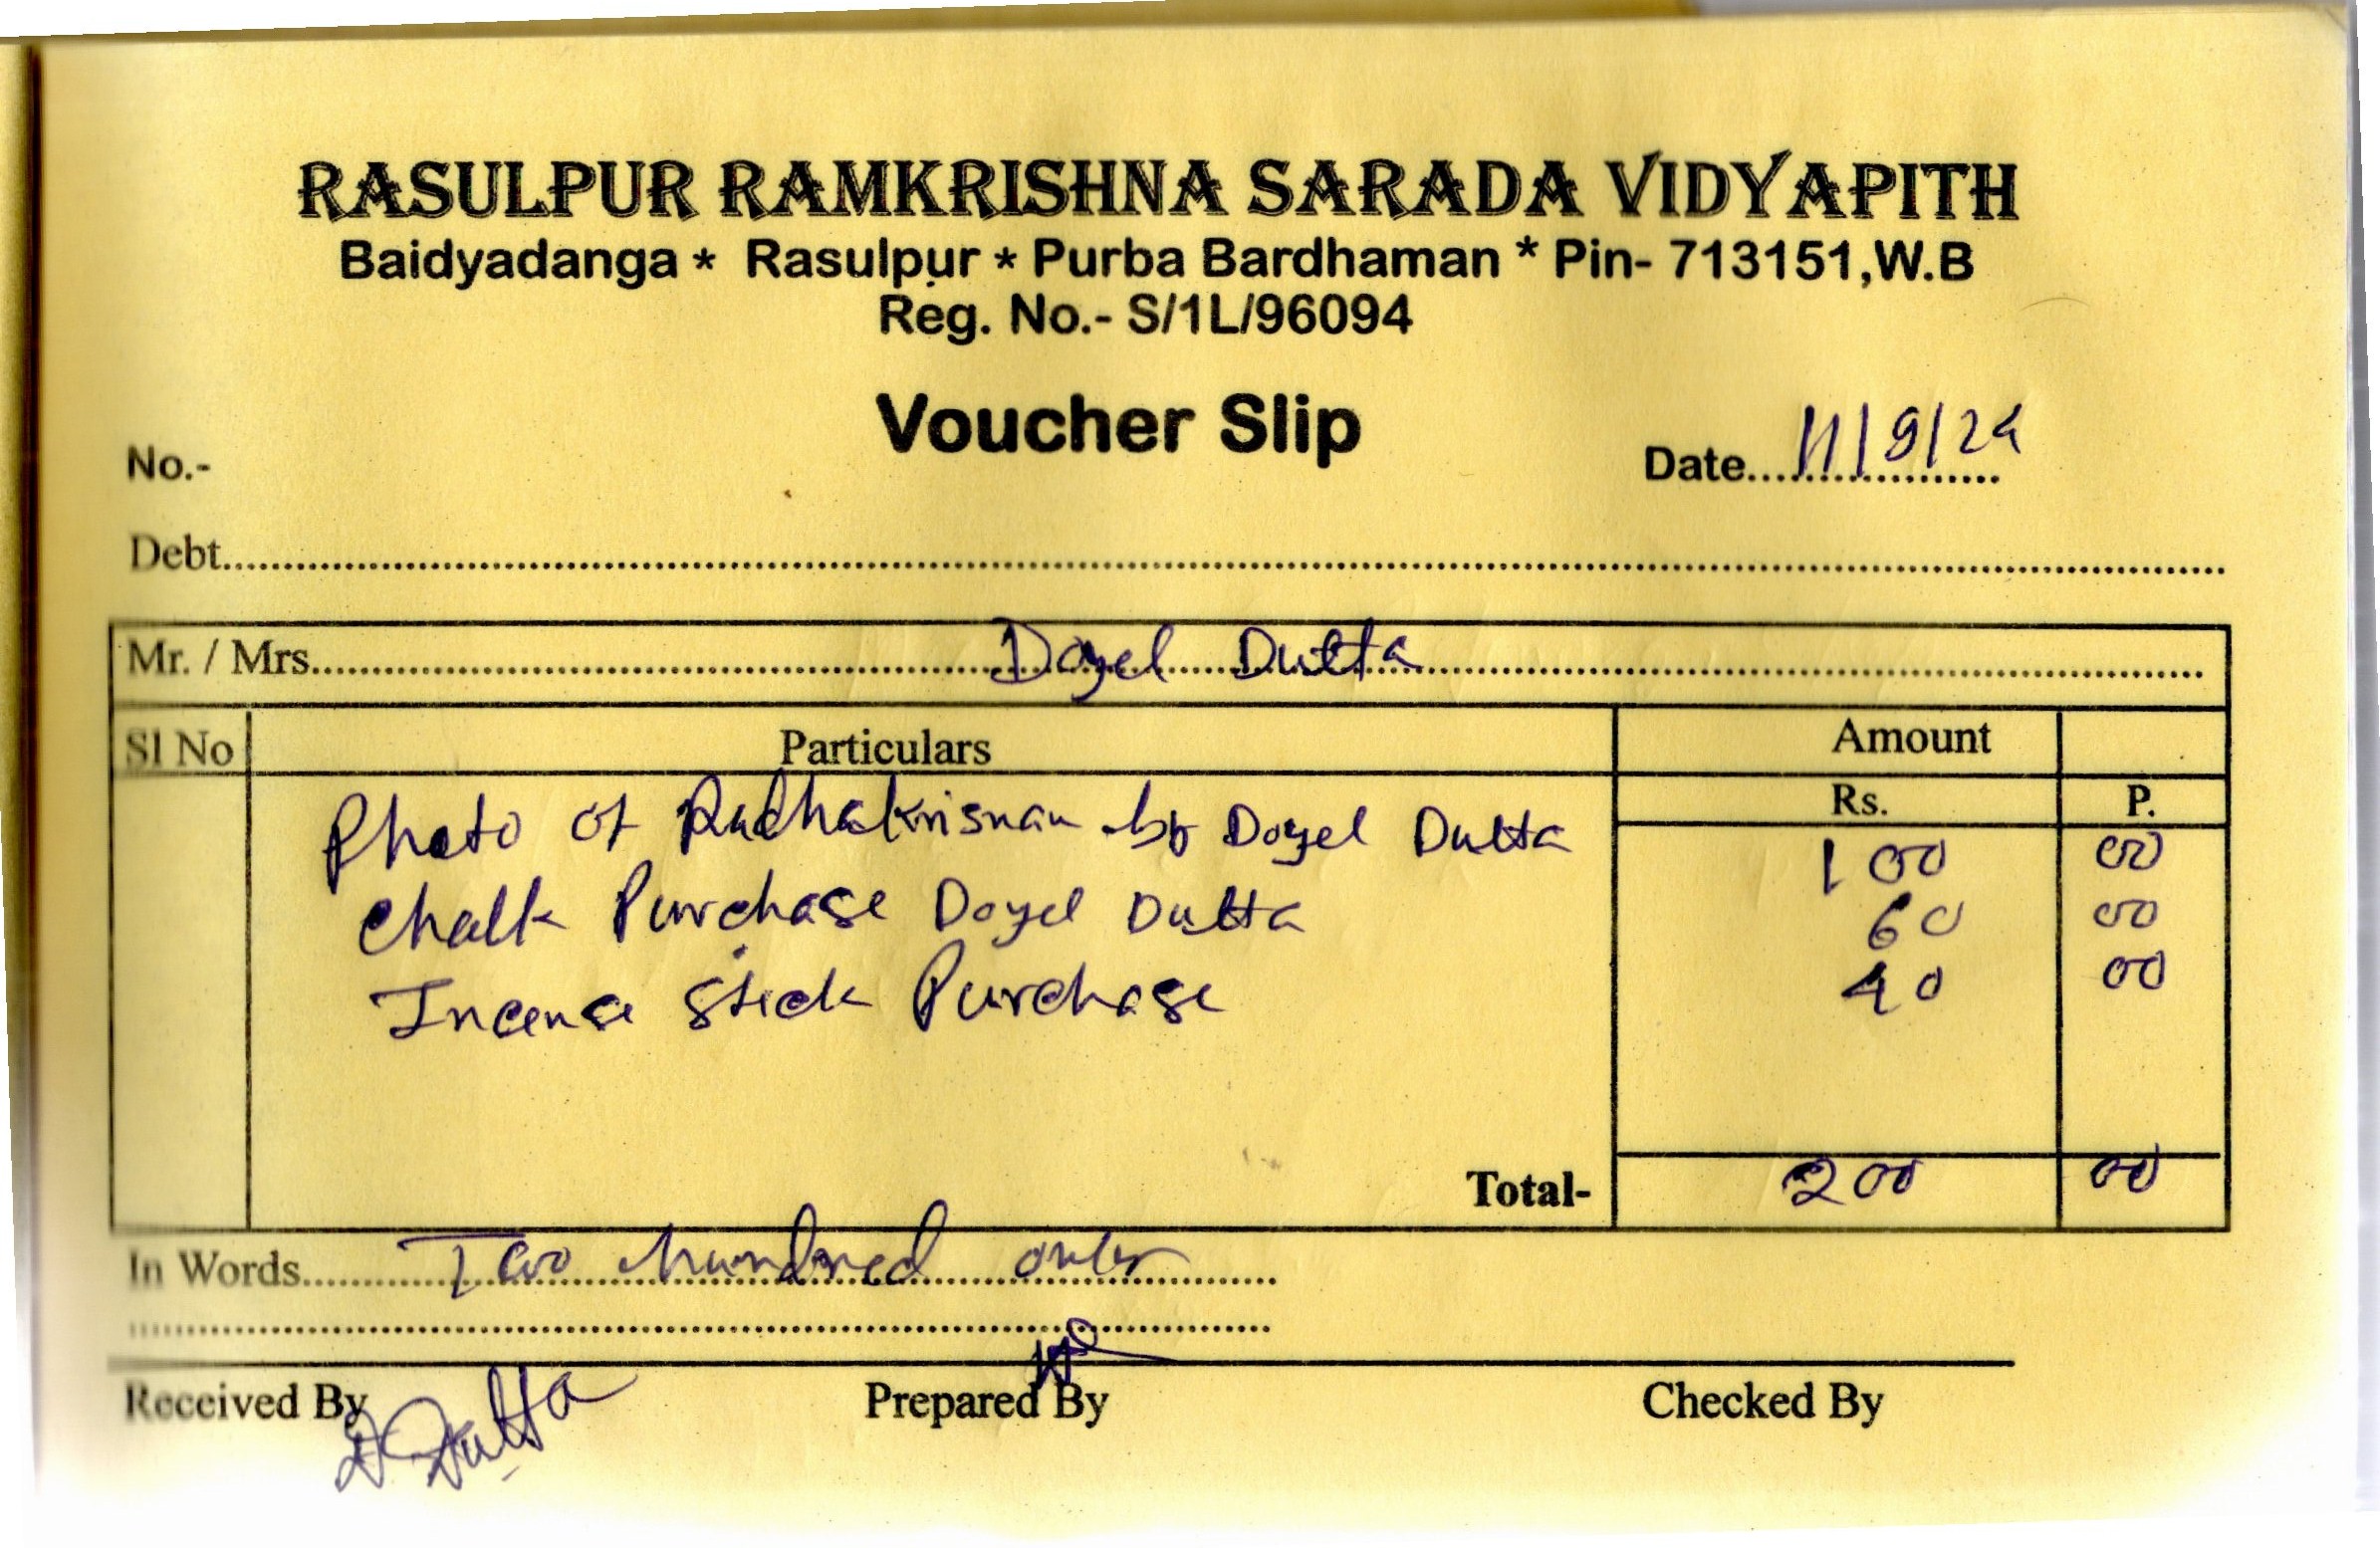 RASULPUR RAMKRISHNA SARADA VIDYAPITH
Baidyadanga * Rasulpur * Purba Bardhaman * Pin- 713151,W.B
Reg. No.- S/1L/96094
Voucher Slip
No.-
Date....11/9/24
Debt
Mr. / Mrs. Doyel Dutta
Sl No Particulars Amount
Rs. P.
Photo of Radhakrisnan by Doyel Dutta 100 00
Chalk Purchase Doyel Dutta 60 00
Incense Stick Purchase 40 00
Total- 200 00
In Words Two hundred only
Received By Prepared By Checked By
D Dutta